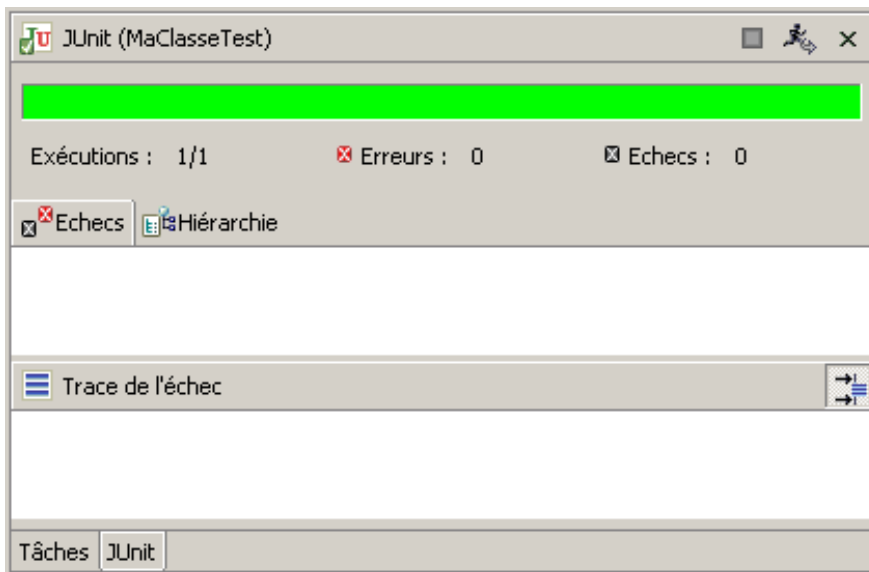 JUnit (MaClasseTest)
Exécutions : 1/1 Erreurs : 0 Echecs : 0
Echecs Hiérarchie
Trace de l'échec
Tâches JUnit